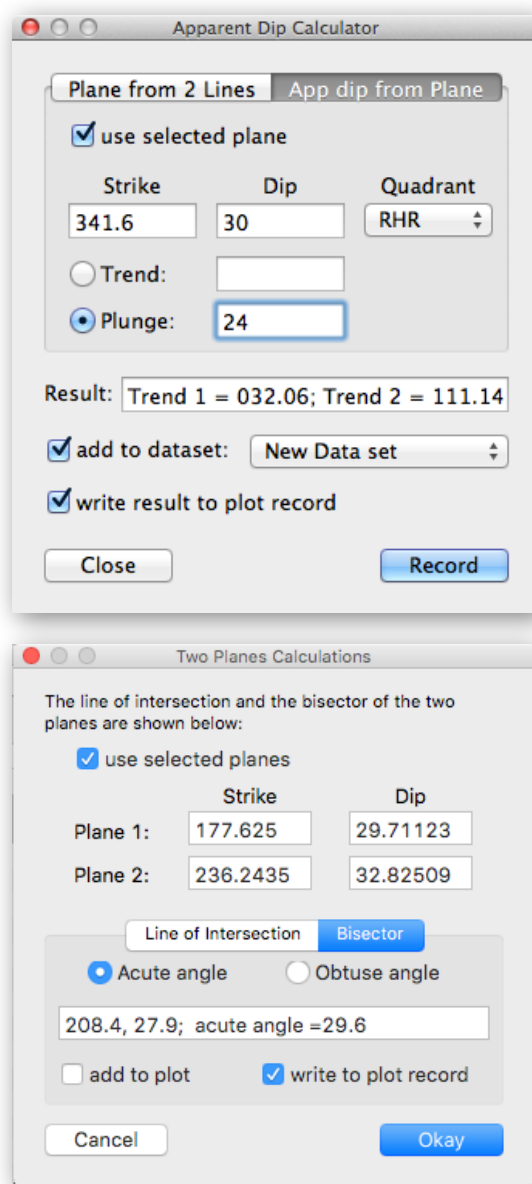 Apparent Dip Calculator
Plane from 2 Lines App dip from Plane
use selected plane
Strike Dip Quadrant
341.6 30 RHR
Trend:
Plunge: 24
Result: Trend 1 = 032.06; Trend 2 = 111.14
add to dataset: New Data set
write result to plot record
Close Record
Two Planes Calculations
The line of intersection and the bisector of the two
planes are shown below:
use selected planes
Strike Dip
Plane 1: 177.625 29.71123
Plane 2: 236.2435 32.82509
Line of Intersection Bisector
Acute angle Obtuse angle
208.4, 27.9;  acute angle =29.6
add to plot write to plot record
Cancel Okay